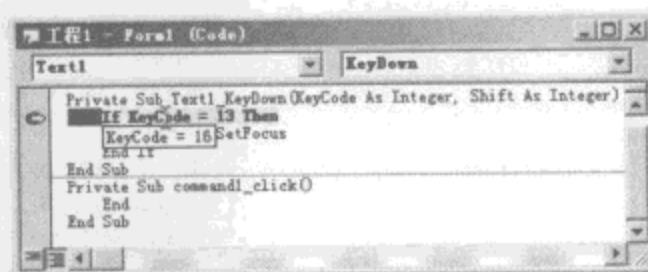 工程1 - Form1 (Code)
Text1
KeyDown
Private Sub Text1_KeyDown(KeyCode As Integer, Shift As Integer)
If KeyCode = 13 Then
KeyCode = 16
SetFocus
End If
End Sub
Private Sub command1_click()
End
End Sub